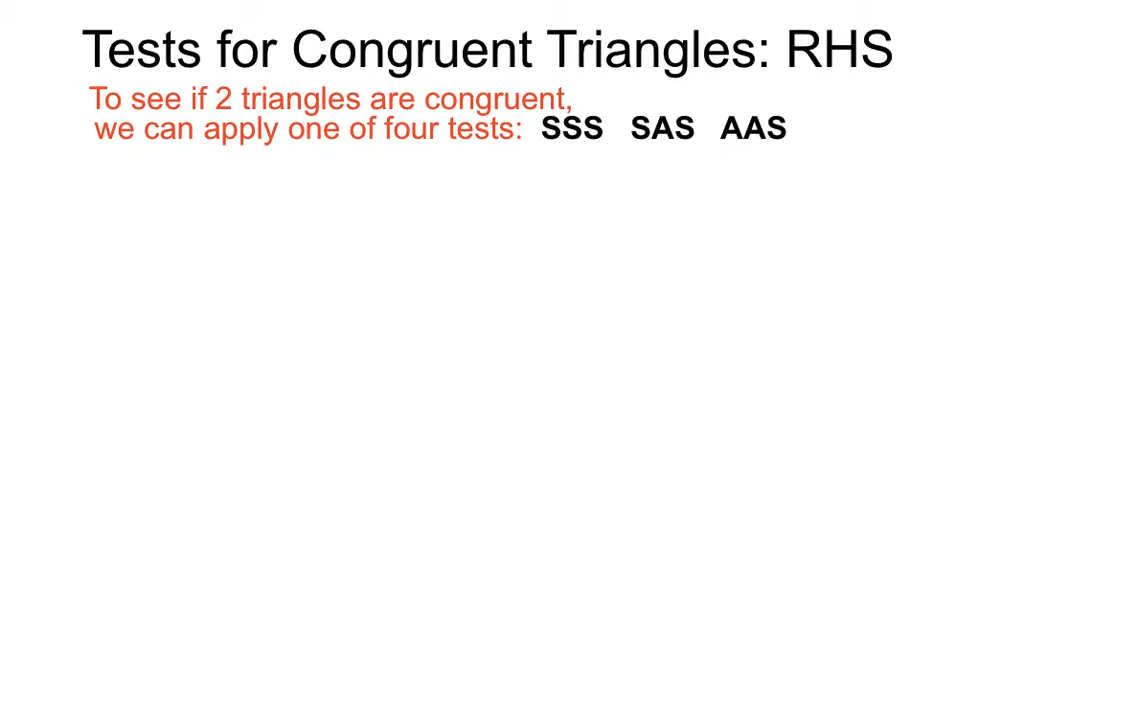 Tests for Congruent Triangles: RHS
To see if 2 triangles are congruent,
we can apply one of four tests: SSS SAS AAS